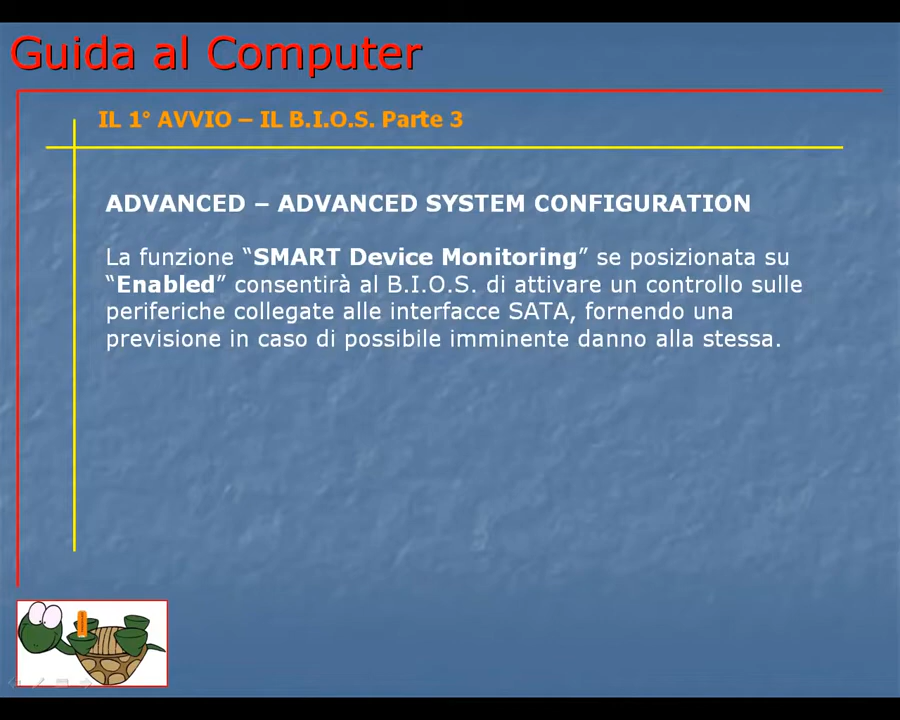 Guida al Computer
IL 1° AVVIO – IL B.I.O.S. Parte 3
ADVANCED – ADVANCED SYSTEM CONFIGURATION
La funzione “SMART Device Monitoring” se posizionata su
“Enabled” consentirà al B.I.O.S. di attivare un controllo sulle
periferiche collegate alle interfacce SATA, fornendo una
previsione in caso di possibile imminente danno alla stessa.